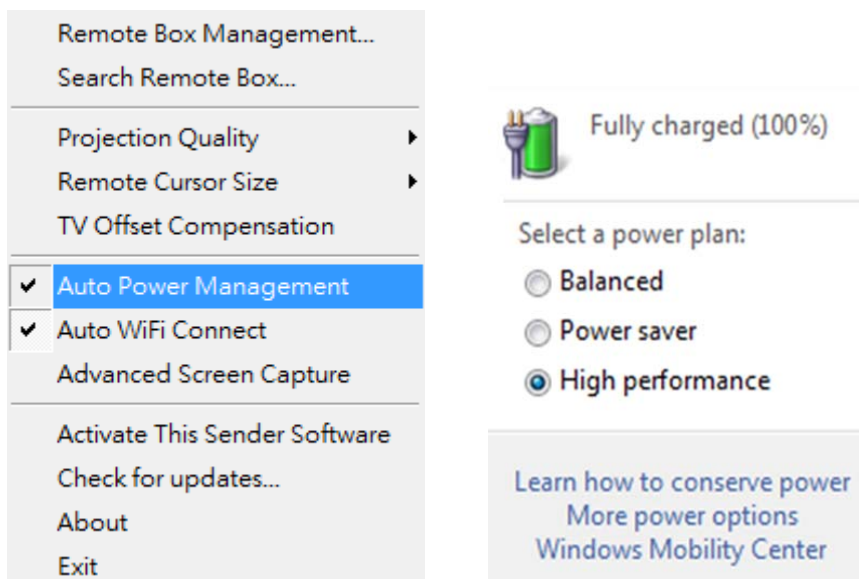 Remote Box Management...
Search Remote Box...
Projection Quality
Remote Cursor Size
TV Offset Compensation
Auto Power Management
Auto WiFi Connect
Advanced Screen Capture
Activate This Sender Software
Check for updates...
About
Exit
Fully charged (100%)
Select a power plan:
Balanced
Power saver
High performance
Learn how to conserve power
More power options
Windows Mobility Center